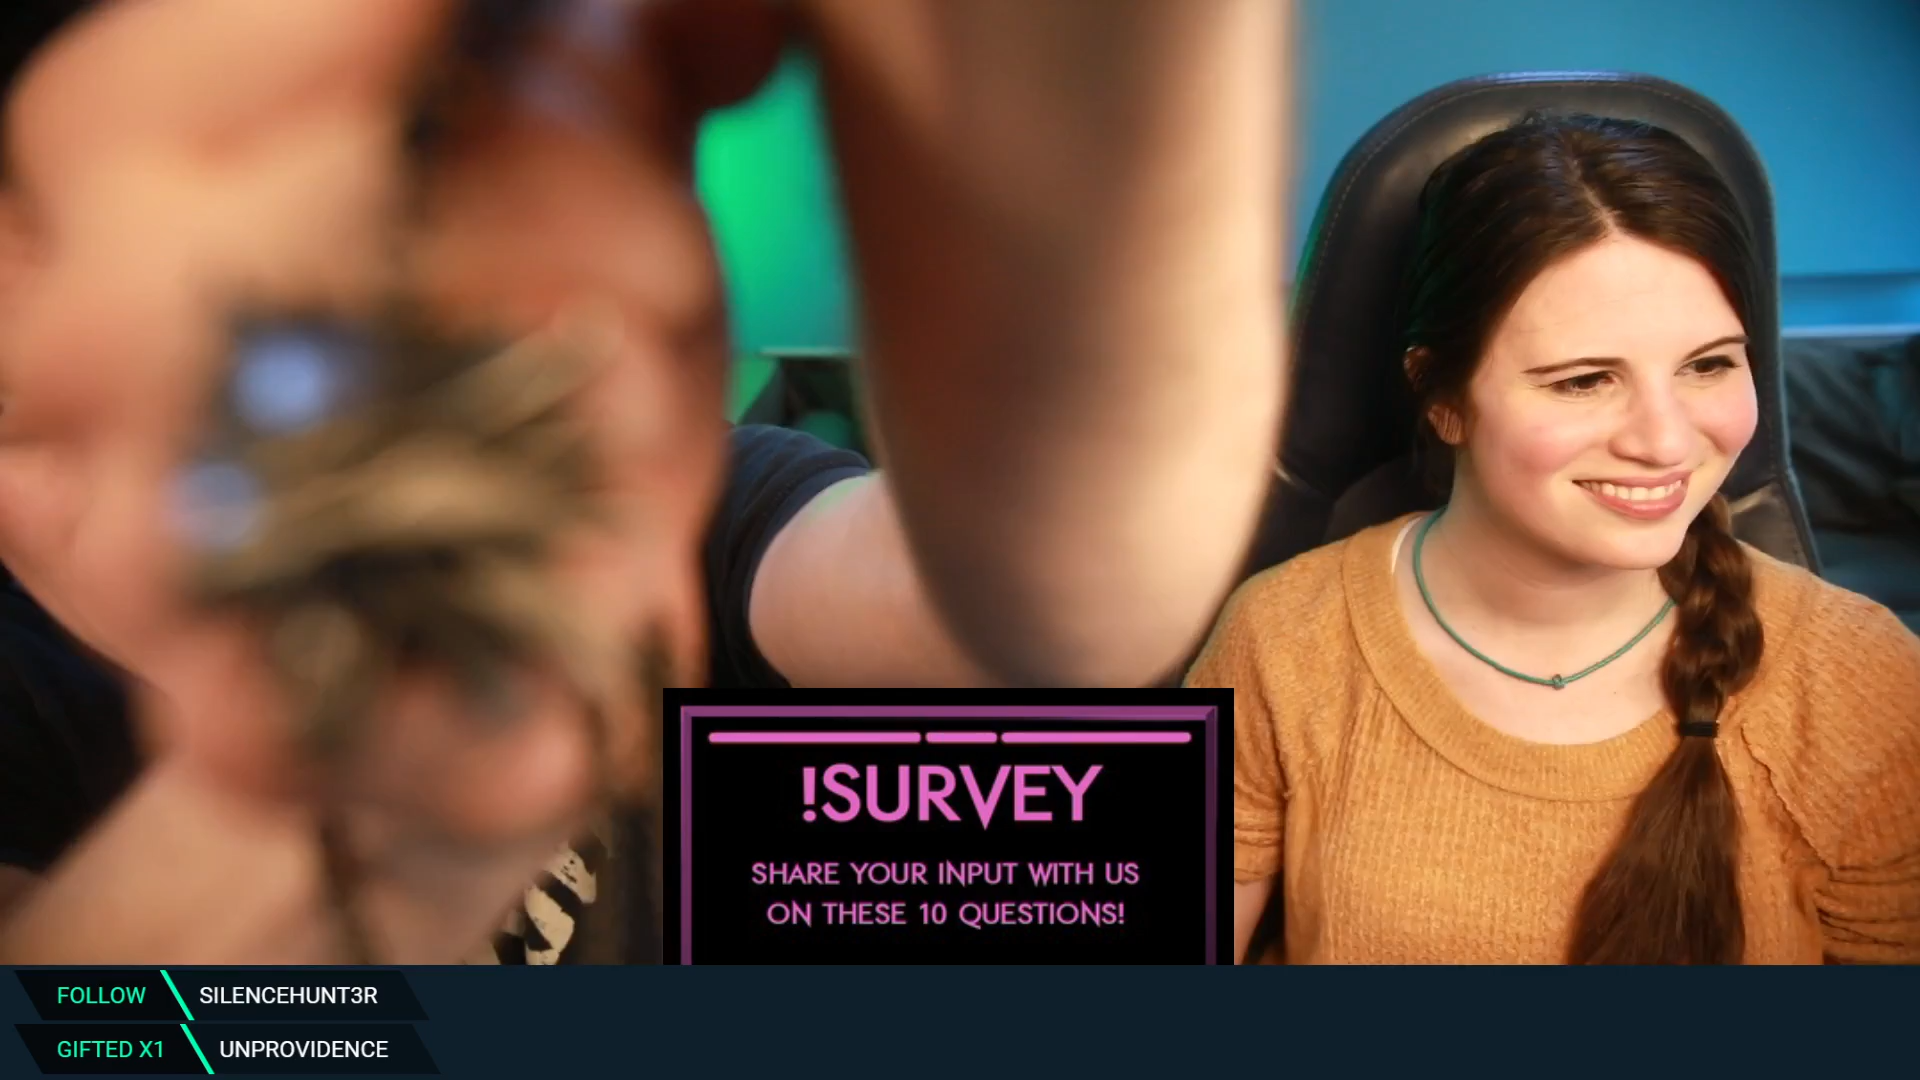 !SURVEY
SHARE YOUR INPUT WITH US
ON THESE 10 QUESTIONS!
FOLLOW SILENCEHUNT3R
GIFTED X1 UNPROVIDENCE